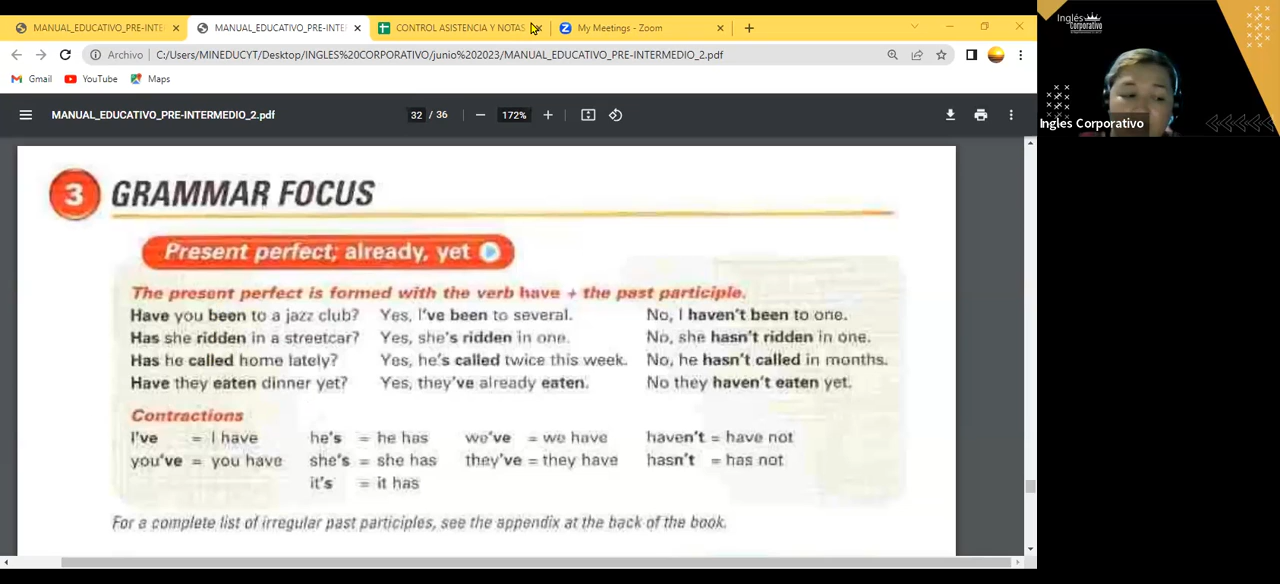 MANUAL_EDUCATIVO_PRE-INTE
MANUAL_EDUCATIVO_PRE-INTE
CONTROL ASISTENCIA Y NOTAS
My Meetings - Zoom
Archivo
C:/Users/MINEDUCYT/Desktop/INGLES%20CORPORATIVO/junio%202023/MANUAL_EDUCATIVO_PRE-INTERMEDIO_2.pdf
Gmail YouTube Maps
MANUAL_EDUCATIVO_PRE-INTERMEDIO_2.pdf
32 / 36
172%
3 GRAMMAR FOCUS
Present perfect; already, yet
The present perfect is formed with the verb have + the past participle.
Have you been to a jazz club? Yes, I've been to several. No, I haven't been to one.
Has she ridden in a streetcar? Yes, she's ridden in one. No, she hasn't ridden in one.
Has he called home lately? Yes, he's called twice this week. No, he hasn't called in months.
Have they eaten dinner yet? Yes, they've already eaten. No they haven't eaten yet.
Contractions
I've = I have he's = he has we've = we have haven't = have not
you've = you have she's = she has they've = they have hasn't = has not
it's = it has
For a complete list of irregular past participles, see the appendix at the back of the book.
Inglés
Corporativo
Ingles Corporativo